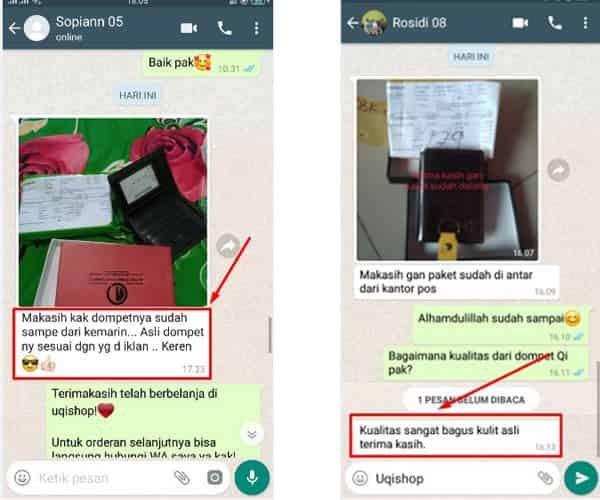 18.05
Sopiann 05
online
Baik pak🥰
10.31
HARI INI
Makasih kak dompetnya sudah
sampe dari kemarin... Asli dompet
ny sesuai dgn yg d iklan .. Keren
😎👍🏻
17.23
Terimakasih telah berbelanja di
uqishop!❤️
Untuk orderan selanjutnya bisa
langsung hubungi WA saya ya kak!
Ketik pesan
Rosidi 08
HARI INI
rima kasih gan
sudah datang
16.07
Makasih gan paket sudah di antar
dari kantor pos
16.09
Alhamdulillah sudah sampai😊
16.10
Bagaimana kualitas dari dompet Qi
pak?
16.11
1 PESAN BELUM DIBACA
Kualitas sangat bagus kulit asli
terima kasih.
16.13
Uqishop